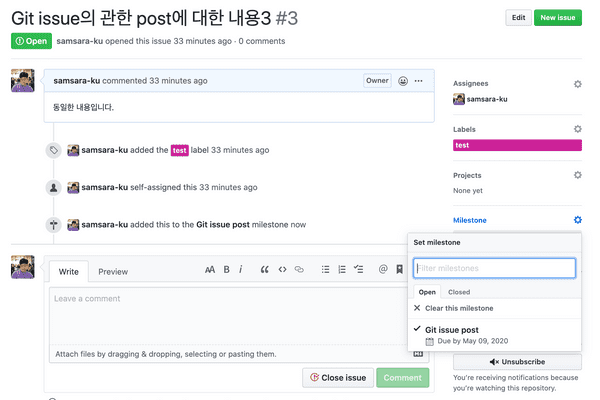 Git issue의 관한 post에 대한 내용3 #3
Edit
New issue
Open
samsara-ku opened this issue 33 minutes ago · 0 comments
samsara-ku commented 33 minutes ago
Owner
동일한 내용입니다.
samsara-ku added the test label 33 minutes ago
samsara-ku self-assigned this 33 minutes ago
samsara-ku added this to the Git issue post milestone now
Write
Preview
AA B i
Leave a comment
Attach files by dragging & dropping, selecting or pasting them.
Close issue
Comment
Assignees
samsara-ku
Labels
test
Projects
None yet
Milestone
Set milestone
Filter milestones
Open
Closed
Clear this milestone
Git issue post
Due by May 09, 2020
Unsubscribe
You're receiving notifications because
you're watching this repository.